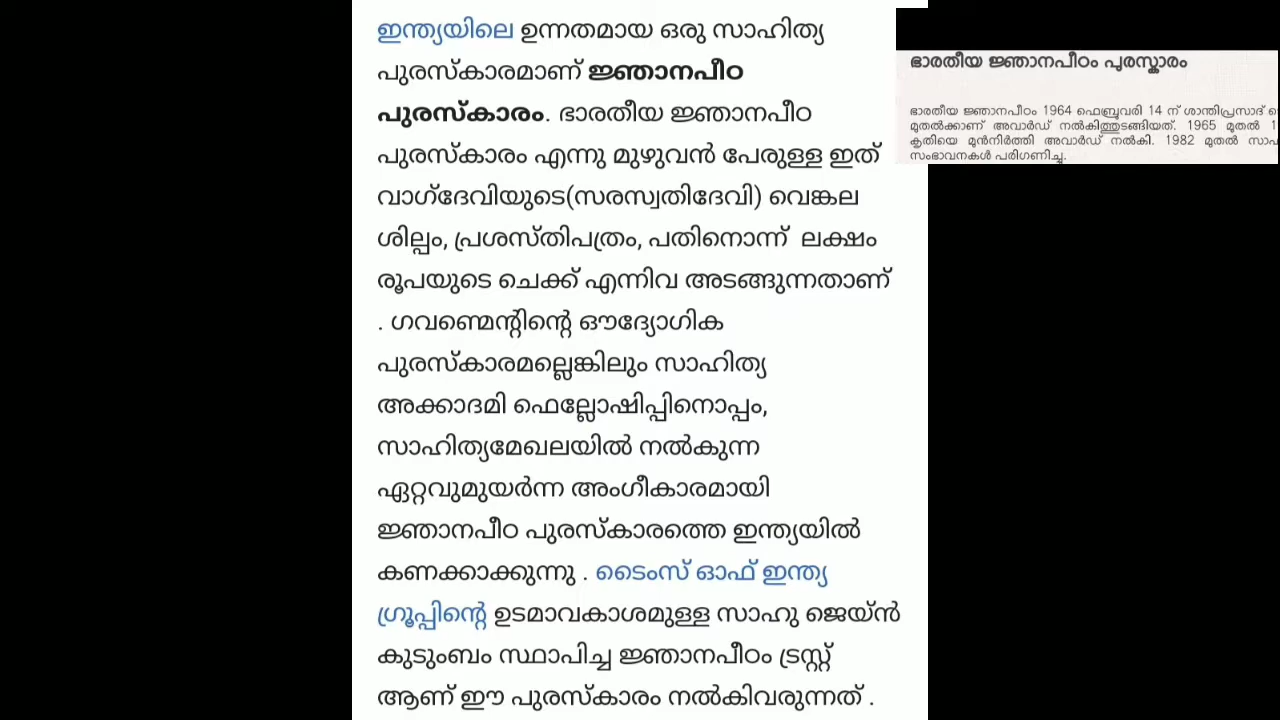 ഇന്ത്യയിലെ ഉന്നതമായ ഒരു സാഹിത്യ
പുരസ്കാരമാണ് ജ്ഞാനപീഠ
പുരസ്കാരം. ഭാരതീയ ജ്ഞാനപീഠ
പുരസ്കാരം എന്നു മുഴുവൻ പേരുള്ള ഇത്
വാഗ്ദേവിയുടെ(സരസ്വതിദേവി) വെങ്കല
ശില്പം, പ്രശസ്തിപത്രം, പതിനൊന്ന് ലക്ഷം
രൂപയുടെ ചെക്ക് എന്നിവ അടങ്ങുന്നതാണ്
. ഗവണ്മെന്റിന്റെ ഔദ്യോഗിക
പുരസ്കാരമല്ലെങ്കിലും സാഹിത്യ
അക്കാദമി ഫെല്ലോഷിപ്പിനൊപ്പം,
സാഹിത്യമേഖലയിൽ നൽകുന്ന
ഏറ്റവുമുയർന്ന അംഗീകാരമായി
ജ്ഞാനപീഠ പുരസ്കാരത്തെ ഇന്ത്യയിൽ
കണക്കാക്കുന്നു . ടൈംസ് ഓഫ് ഇന്ത്യ
ഗ്രൂപ്പിന്റെ ഉടമാവകാശമുള്ള സാഹു ജെയ്ൻ
കുടുംബം സ്ഥാപിച്ച ജ്ഞാനപീഠം ട്രസ്റ്റ്
ആണ് ഈ പുരസ്കാരം നൽകിവരുന്നത് .
ഭാരതീയ ജ്ഞാനപീഠം പുരസ്കാരം
ഭാരതീയ ജ്ഞാനപീഠം 1964 ഫെബ്രുവരി 14 ന് ശാന്തിപ്രസാദ്
മുതൽക്കാണ് അവാർഡ് നൽകിത്തുടങ്ങിയത്. 1965 മുതൽ
കൃതിയെ മുൻനിർത്തി അവാർഡ് നൽകി. 1982 മുതൽ
സംഭാവനകൾ പരിഗണിച്ചു.